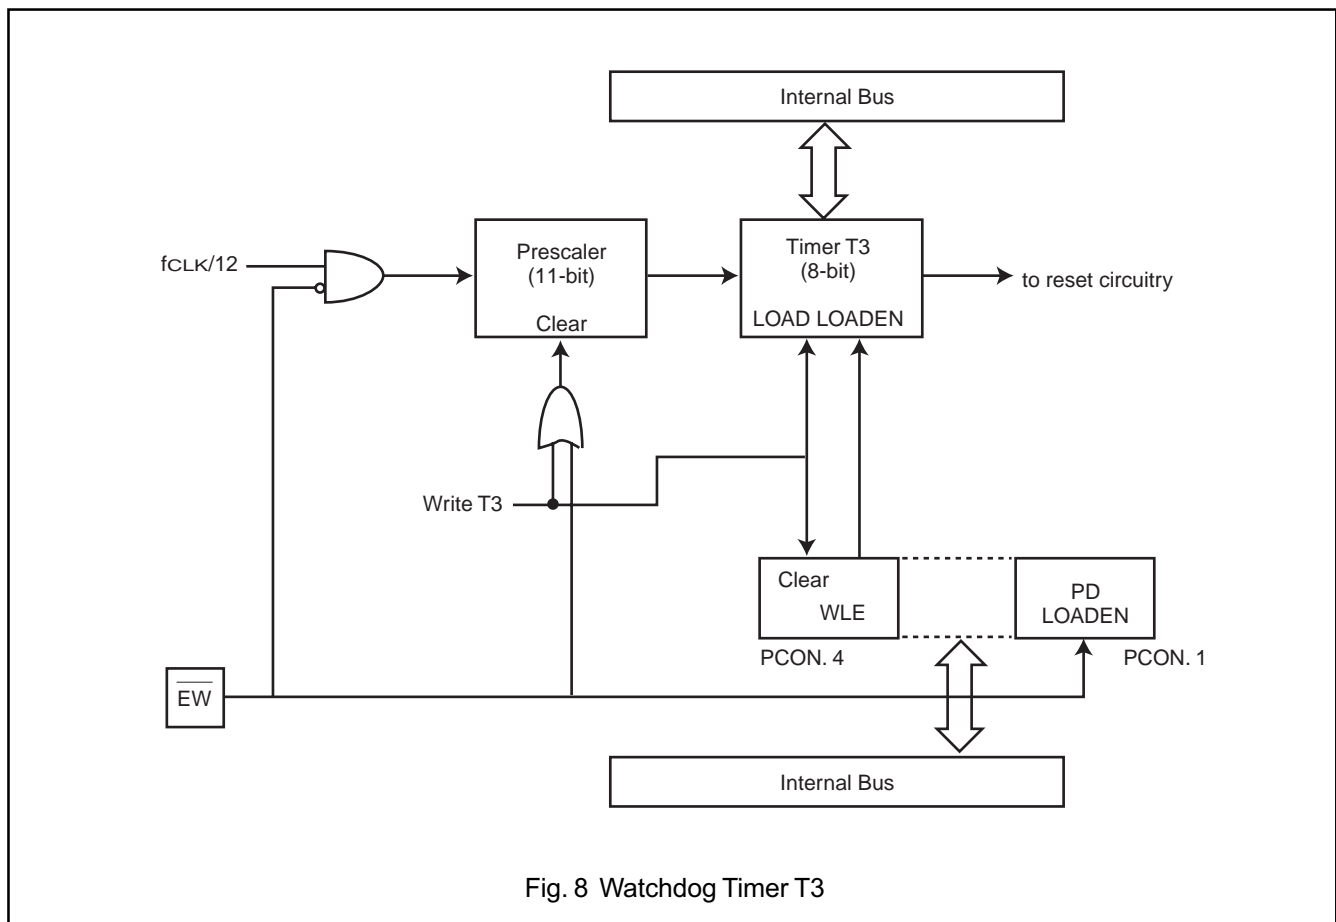 Internal Bus
fCLK/12
Prescaler
(11-bit)
Clear
Timer T3
(8-bit)
LOAD LOADEN
to reset circuitry
Write T3
Clear
WLE
PD
LOADEN
PCON. 4
PCON. 1
EW
Internal Bus
Fig. 8 Watchdog Timer T3